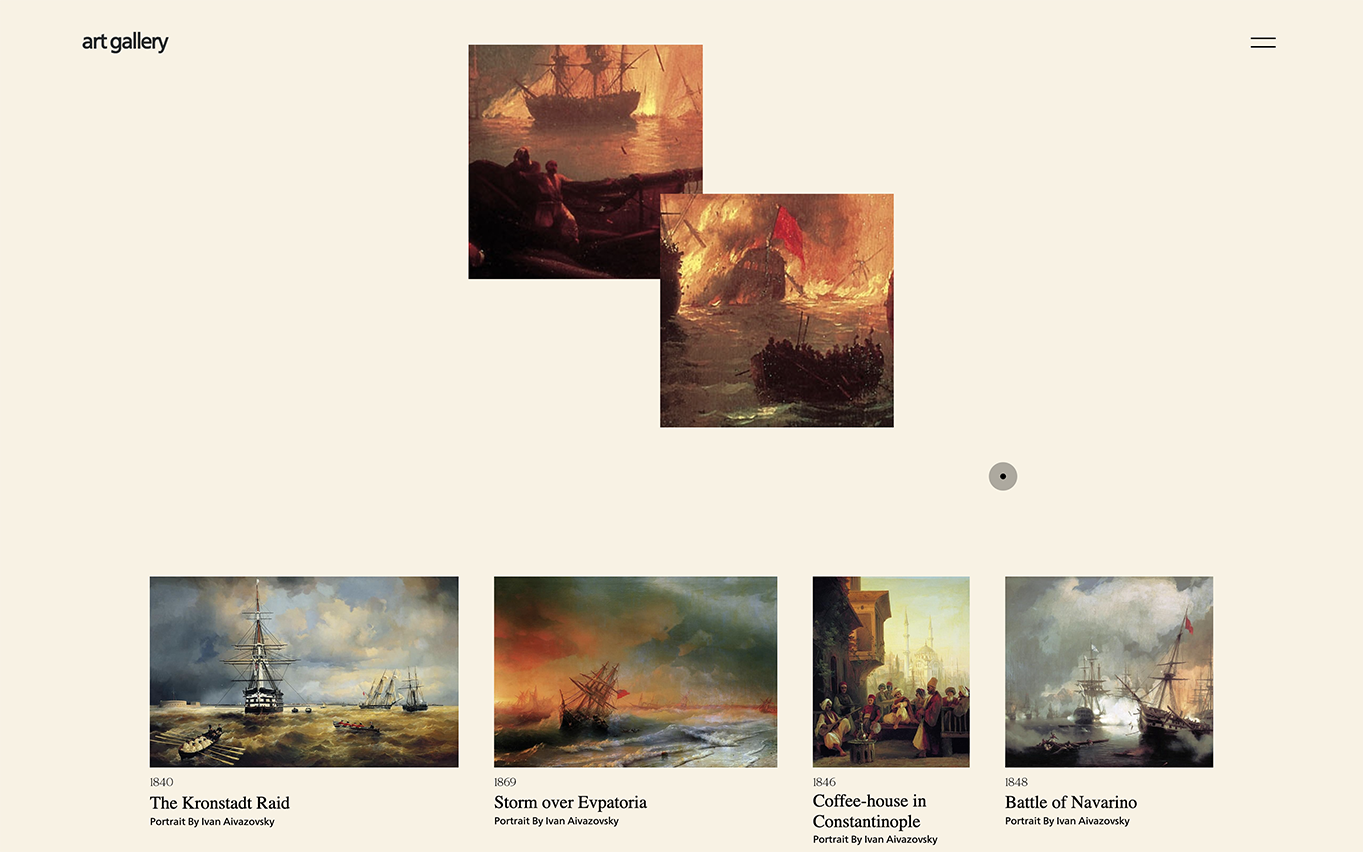 art gallery
1840
The Kronstadt Raid
Portrait By Ivan Aivazovsky
1869
Storm over Evpatoria
Portrait By Ivan Aivazovsky
1846
Coffee-house in
Constantinople
Portrait By Ivan Aivazovsky
1848
Battle of Navarino
Portrait By Ivan Aivazovsky